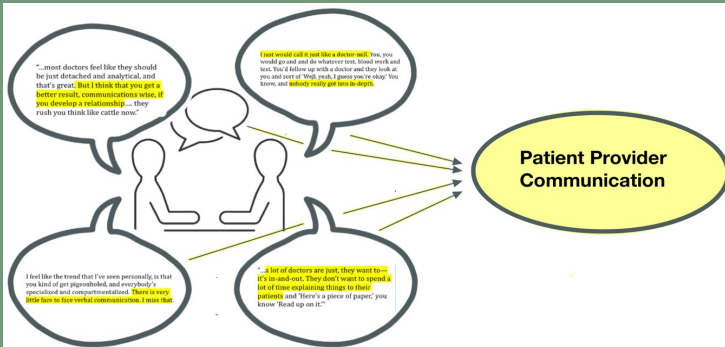 "...most doctors feel like they should
be just detached and analytical, and
that's great. But I think that you get a
better result, communications wise, if
you develop a relationship.... they
rush you think like cattle now."
I just would call it just like a doctor-mill. You, you
would go and and do whatever test, blood work and
test. You'd follow up with a doctor and they look at
you and sort of 'Well, yeah, I guess you're okay.' You
know, and nobody really got into in-depth.
I feel like the trend that I've seen personally, is that
you kind of get pigeonholed, and everybody's
specialized and compartmentalized. There is very
little face to face verbal communication. I miss that.
"...a lot of doctors are just, they want to—
it's in-and-out. They don't want to spend a
lot of time explaining things to their
patients and 'Here's a piece of paper,' you
know 'Read up on it.'"
Patient Provider
Communication